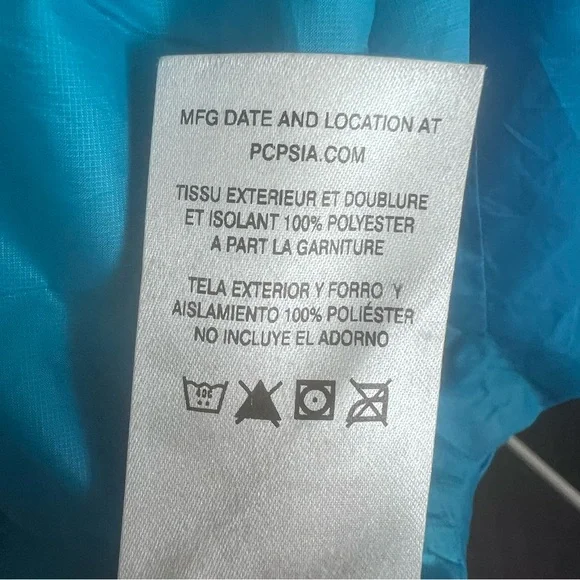 MFG DATE AND LOCATION AT
PCPSIA.COM
TISSU EXTERIEUR ET DOUBLURE
ET ISOLANT 100% POLYESTER
A PART LA GARNITURE
TELA EXTERIOR Y FORRO Y
AISLAMIENTO 100% POLIÉSTER
NO INCLUYE EL ADORNO
40C